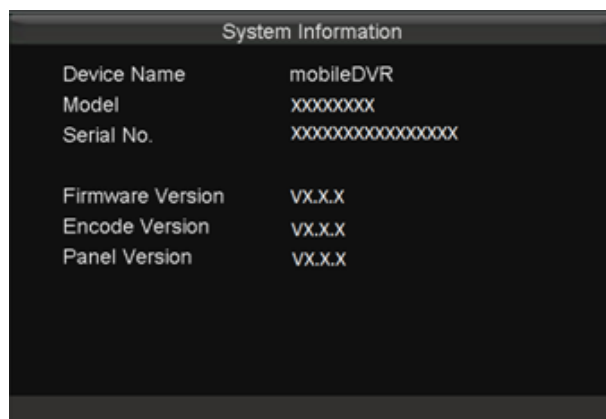 System Information
Device Name mobileDVR
Model XXXXXXXX
Serial No. XXXXXXXXXXXXXXXX
Firmware Version VX.X.X
Encode Version VX.X.X
Panel Version VX.X.X